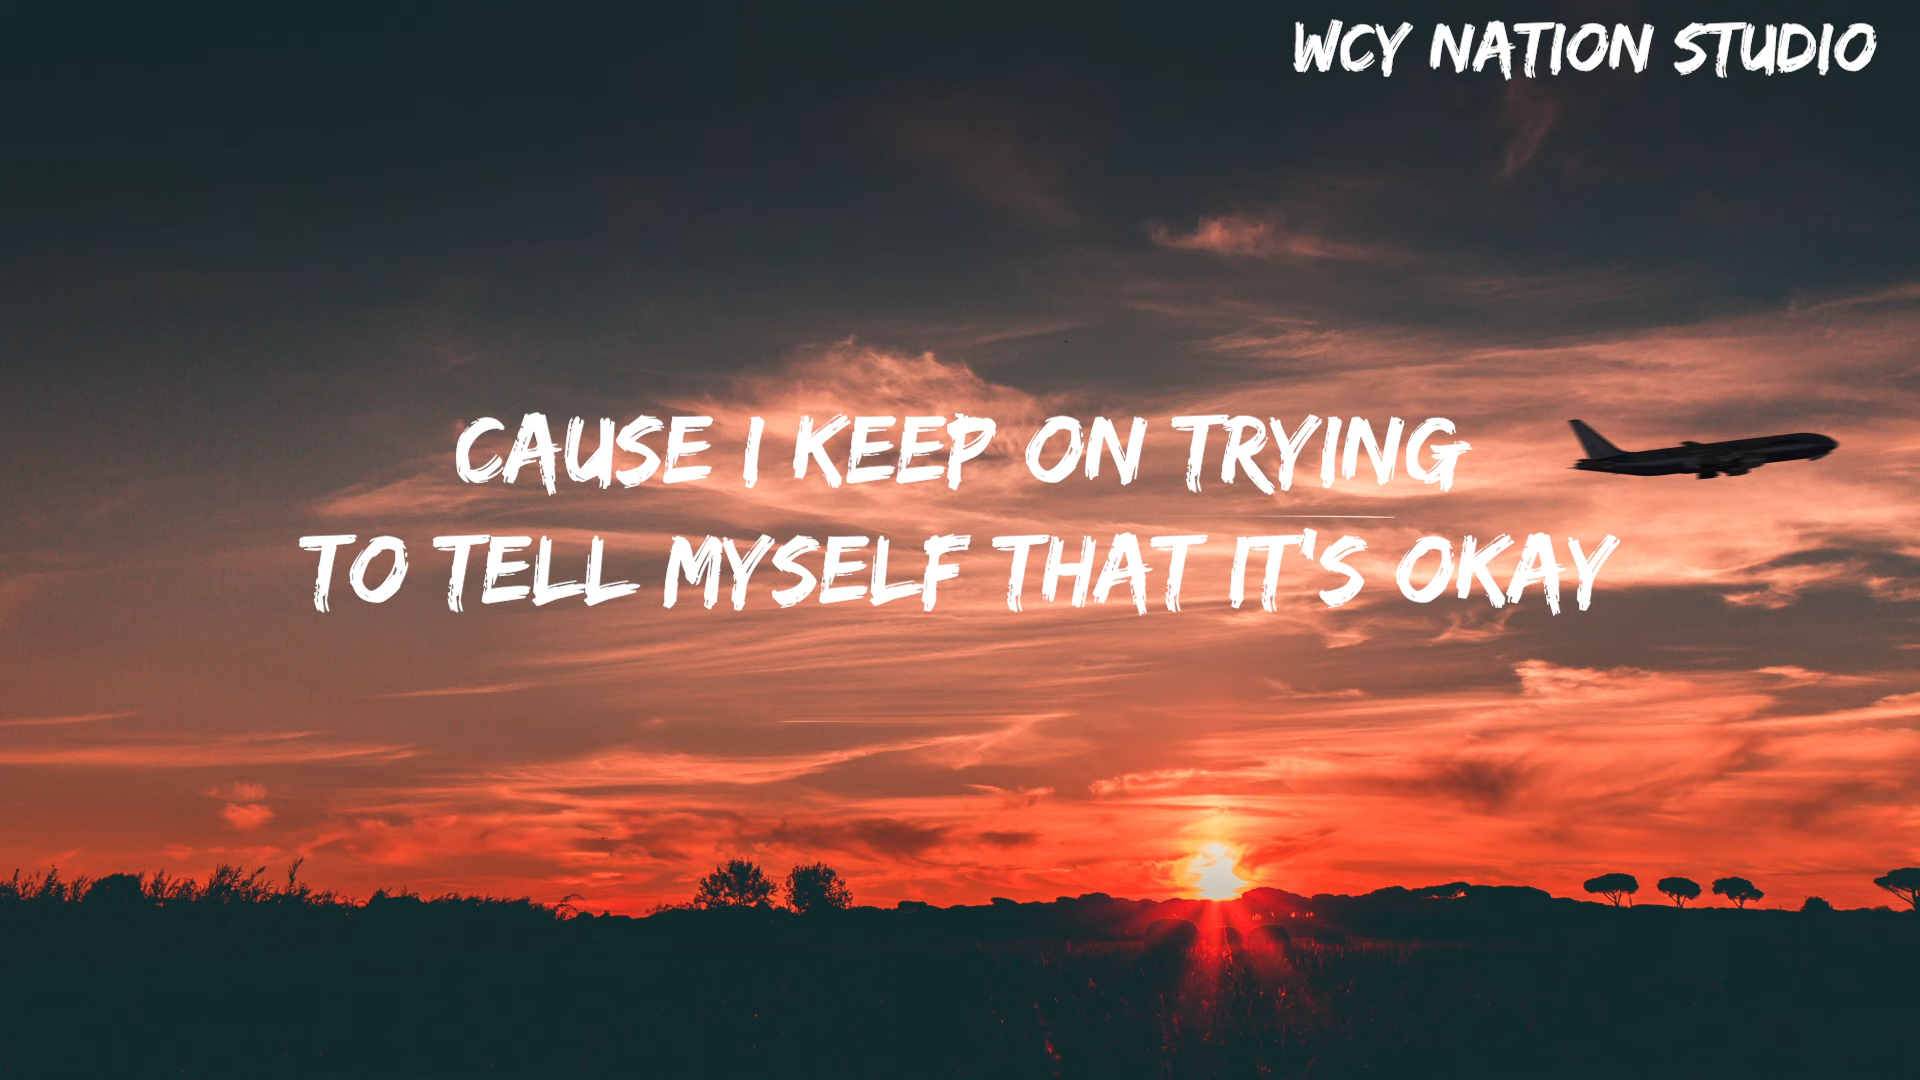 WCY NATION STUDIO
CAUSE I KEEP ON TRYING
TO TELL MYSELF THAT IT'S OKAY